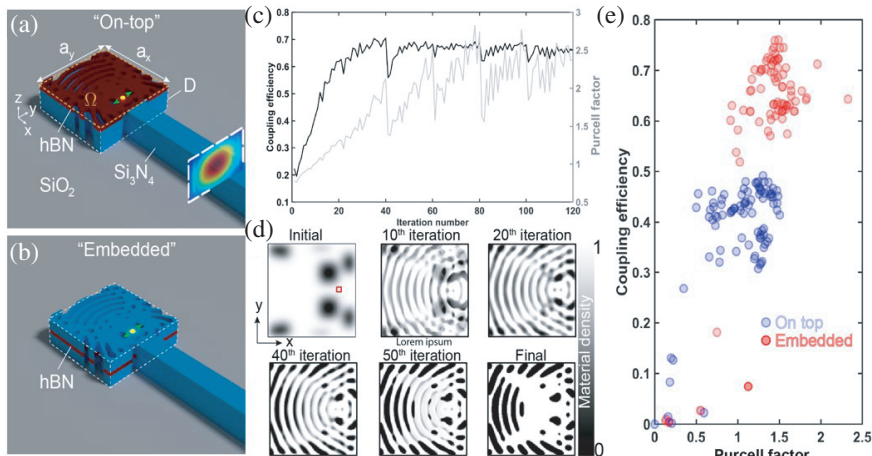 (a)
“On-top”
a_y
a_x
Ω
D
z
y
x
hBN
Si3N4
SiO2
(b)
“Embedded”
hBN
(c)
Coupling efficiency
0.9
0.8
0.7
0.6
0.5
0.4
0.3
0.2
0.1
0
20
40
60
80
100
120
Iteration number
3
2.5
2
1.5
1
0.5
Purcell factor
(d)
Initial
10th iteration
20th iteration
y
x
Lorem ipsum
40th iteration
50th iteration
Final
1
Material density
0
(e)
Coupling efficiency
0.8
0.7
0.6
0.5
0.4
0.3
0.2
0.1
0
On top
Embedded
0
0.5
1
1.5
2
2.5
Purcell factor